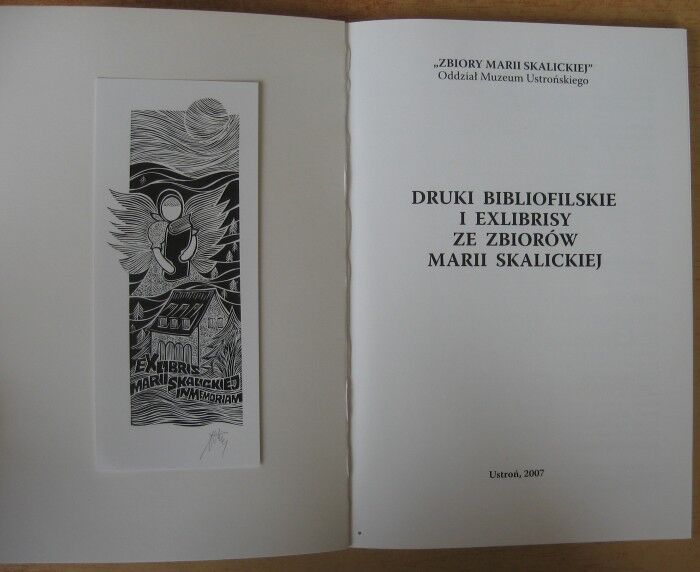 EXLIBRIS
MARII SKALICKIEJ
IN MEMORIAM
„ZBIORY MARII SKALICKIEJ”
Oddział Muzeum Ustrońskiego
DRUKI BIBLIOFILSKIE
I EXLIBRISY
ZE ZBIORÓW
MARII SKALICKIEJ
Ustroń, 2007